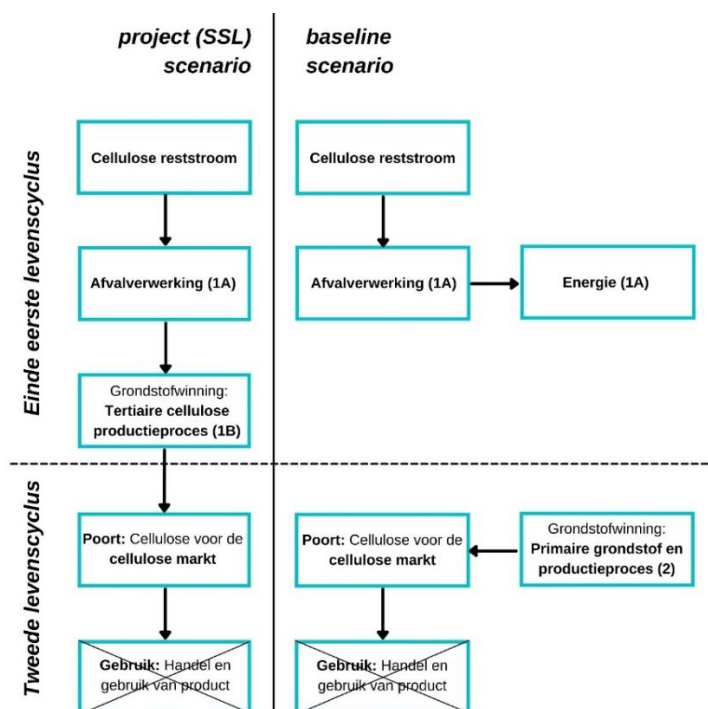 project (SSL)
scenario
baseline
scenario
Einde eerste levenscyclus
Cellulose reststroom
Cellulose reststroom
Afvalverwerking (1A)
Afvalverwerking (1A)
Energie (1A)
Grondstofwinning:
Tertiaire cellulose
productieproces (1B)
Tweede levenscyclus
Poort: Cellulose voor de
cellulose markt
Poort: Cellulose voor de
cellulose markt
Grondstofwinning:
Primaire grondstof en
productieproces (2)
Gebruik: Handel en
gebruik van product
Gebruik: Handel en
gebruik van product